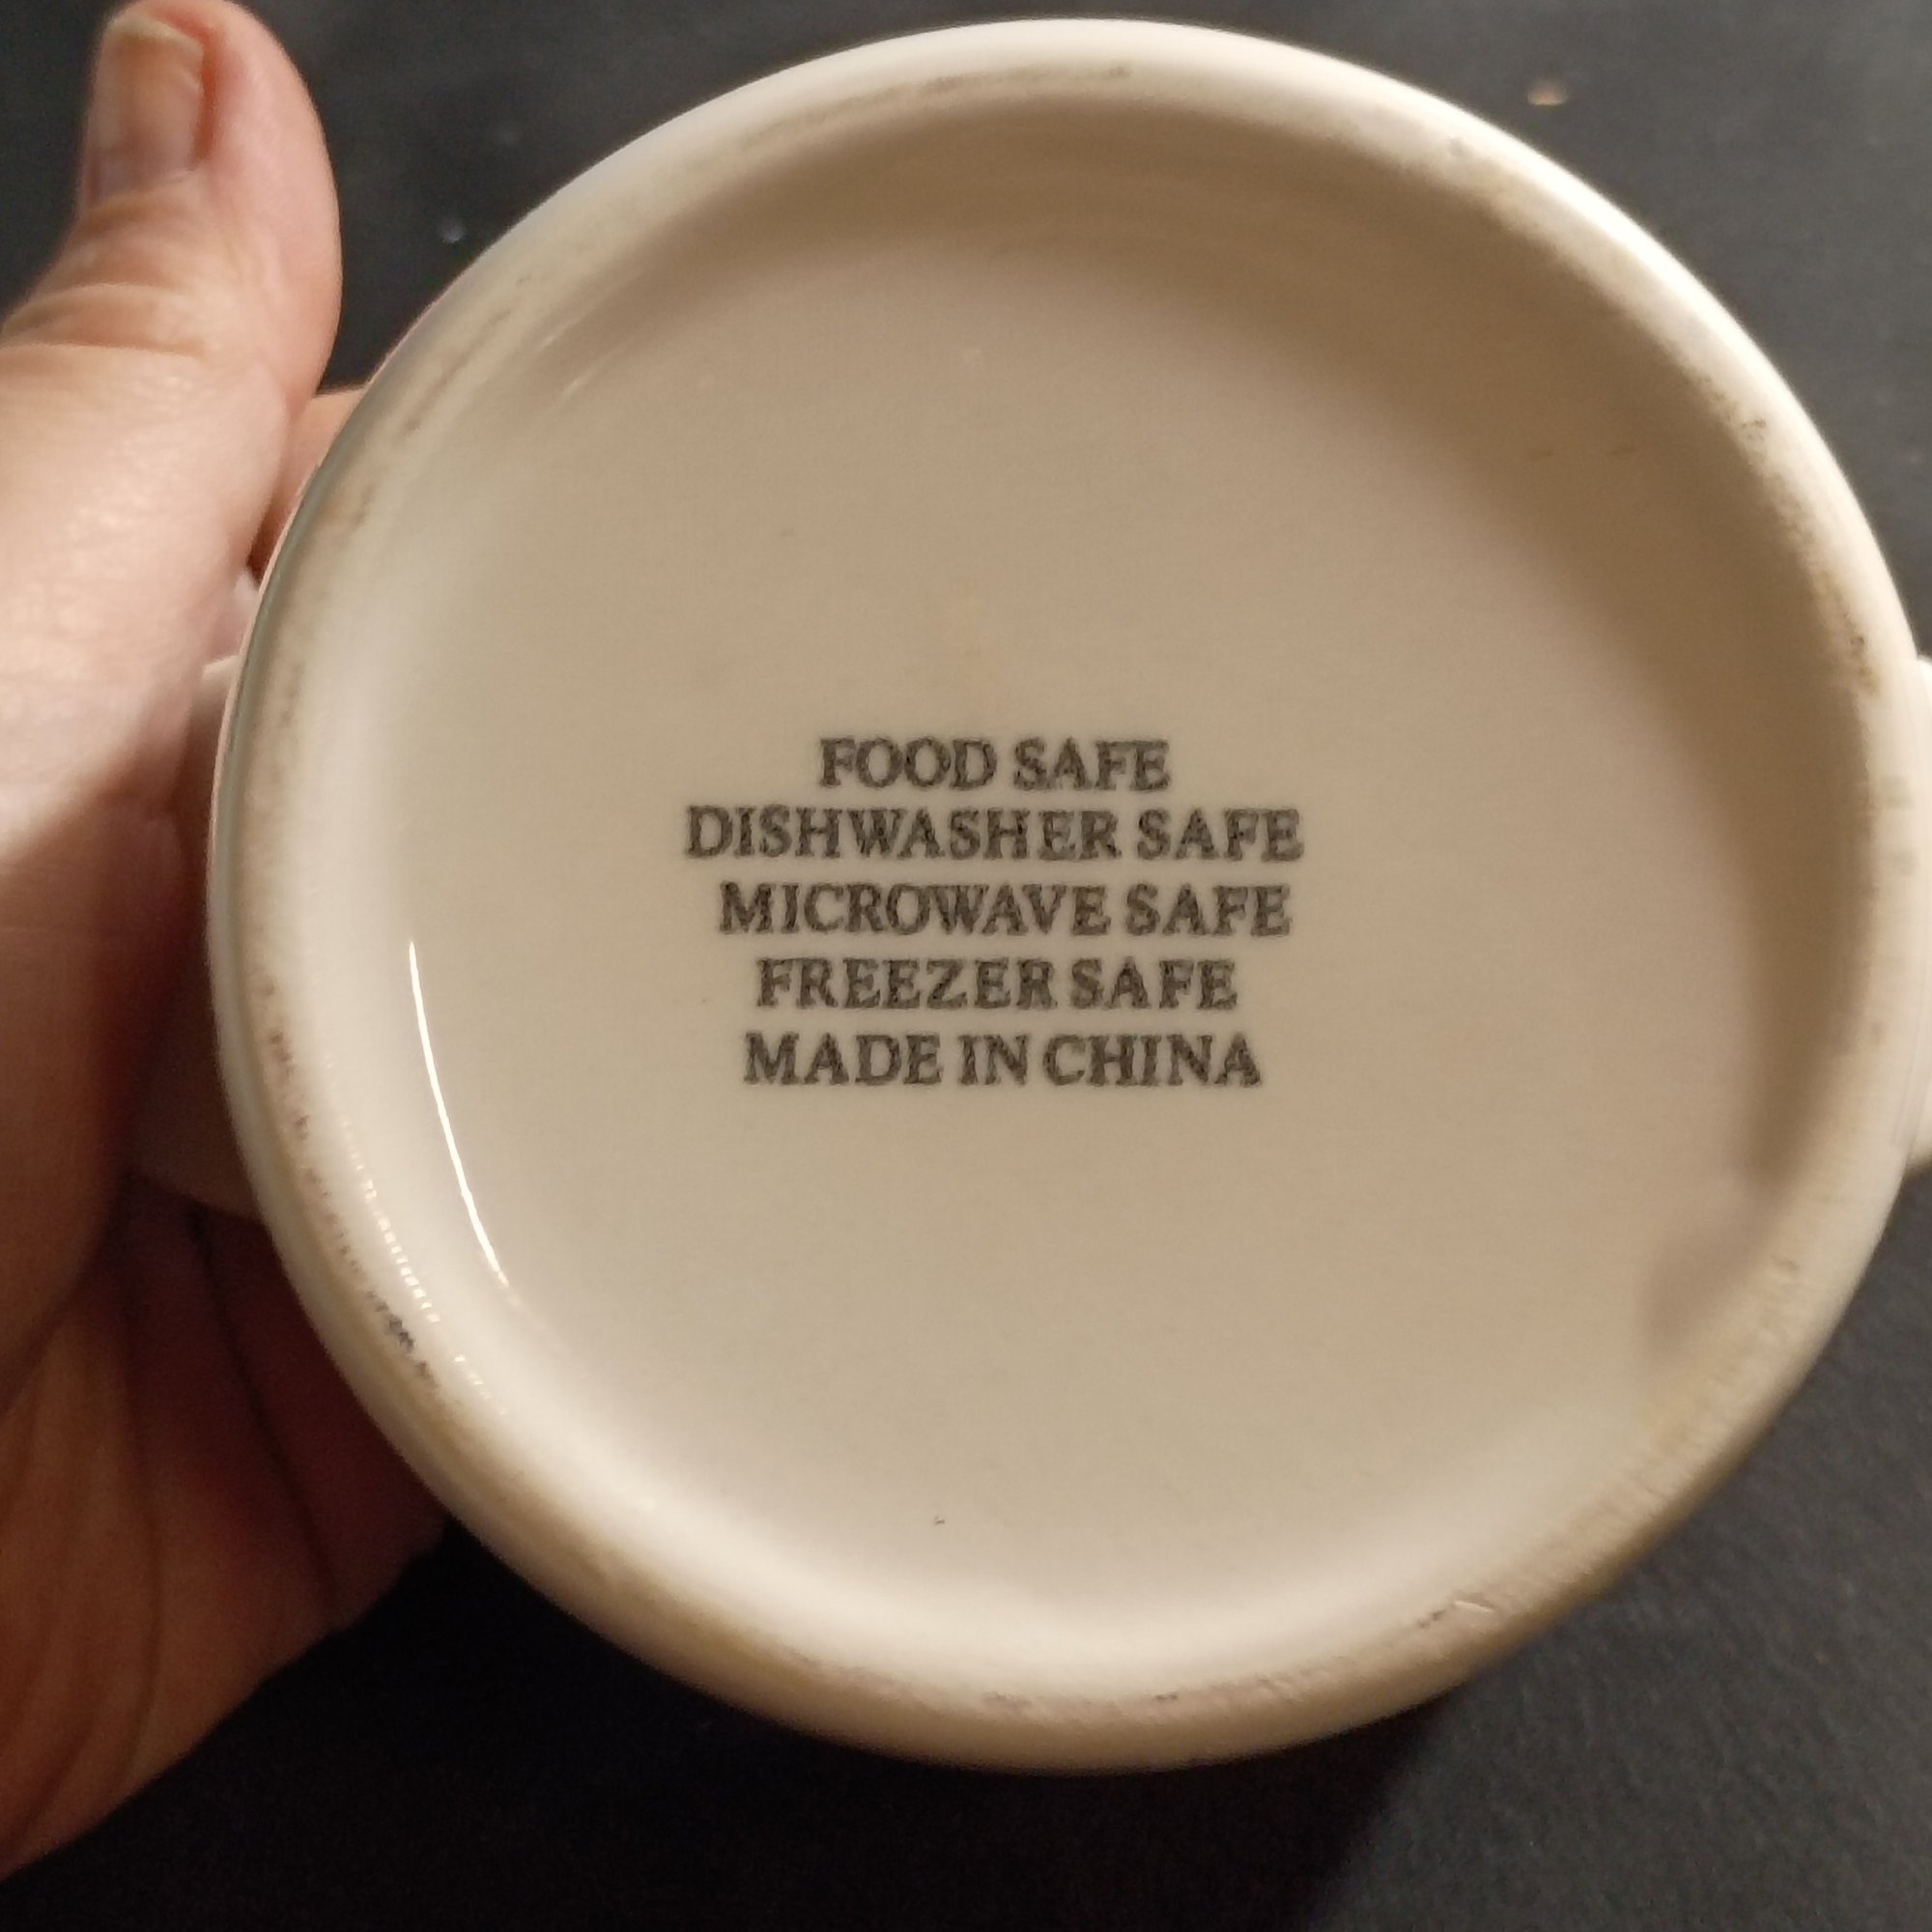 FOOD SAFE
DISHWASHER SAFE
MICROWAVE SAFE
FREEZER SAFE
MADE IN CHINA